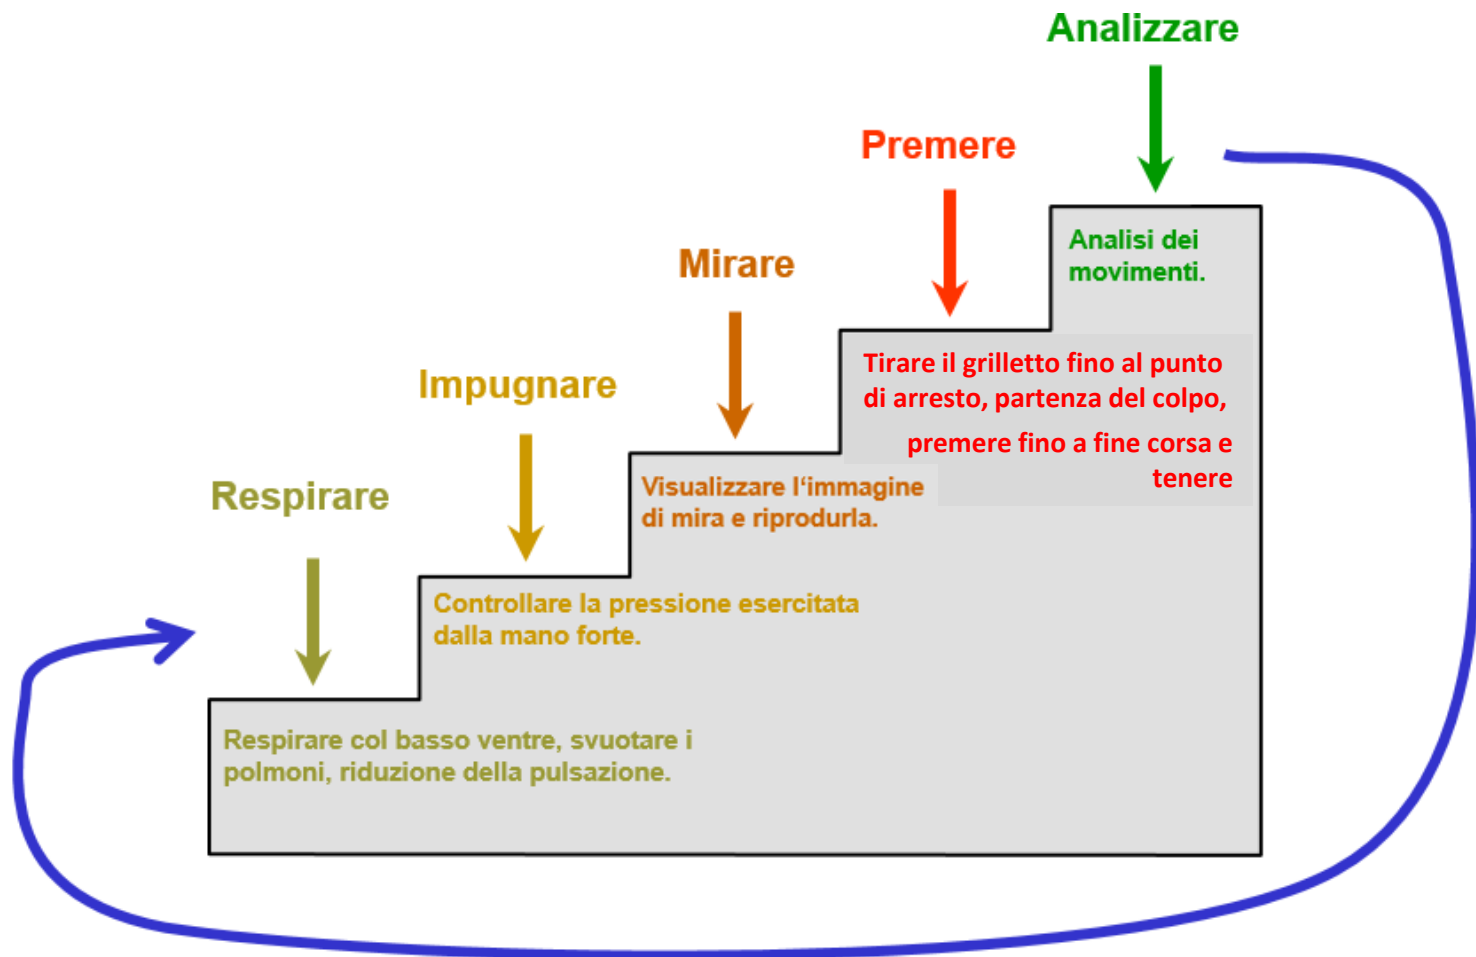 Analizzare
Premere
Analisi dei
movimenti.
Mirare
Tirare il grilletto fino al punto
di arresto, partenza del colpo,
premere fino a fine corsa e
tenere
Impugnare
Visualizzare l‘immagine
di mira e riprodurla.
Respirare
Controllare la pressione esercitata
dalla mano forte.
Respirare col basso ventre, svuotare i
polmoni, riduzione della pulsazione.